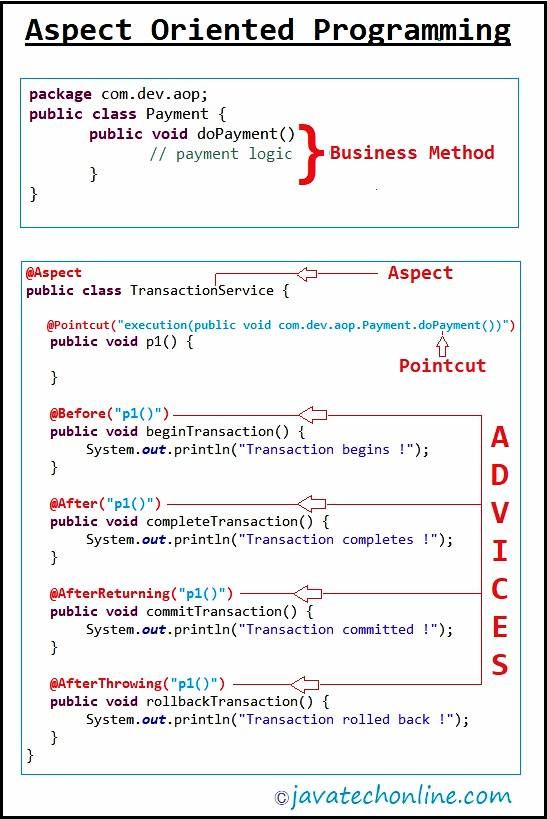 Aspect Oriented Programming
package com.dev.aop;
public class Payment {
public void doPayment()
// payment logic
}
}
Business Method
@Aspect
Aspect
public class TransactionService {
@Pointcut("execution(public void com.dev.aop.Payment.doPayment())")
public void p1() {
Pointcut
}
@Before("p1()")
public void beginTransaction() {
System.out.println("Transaction begins !");
}
@After("p1()")
public void completeTransaction() {
System.out.println("Transaction completes !");
}
@AfterReturning("p1()")
public void commitTransaction() {
System.out.println("Transaction committed !");
}
@AfterThrowing("p1()")
public void rollbackTransaction() {
System.out.println("Transaction rolled back !");
}
}
A
D
V
I
C
E
S
©javatechonline.com